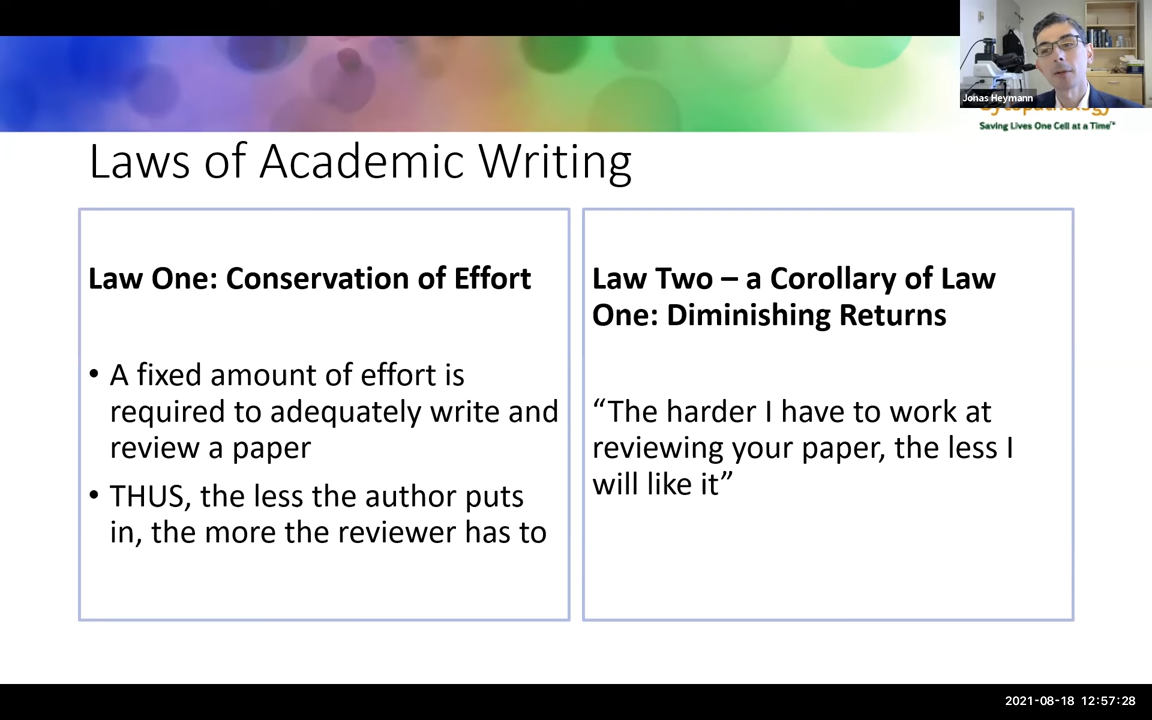 Jonas Heymann
Saving Lives One Cell at a Time™
Laws of Academic Writing
Law One: Conservation of Effort
• A fixed amount of effort is
required to adequately write and
review a paper
• THUS, the less the author puts
in, the more the reviewer has to
Law Two – a Corollary of Law
One: Diminishing Returns
“The harder I have to work at
reviewing your paper, the less I
will like it”
2021-08-18 12:57:28